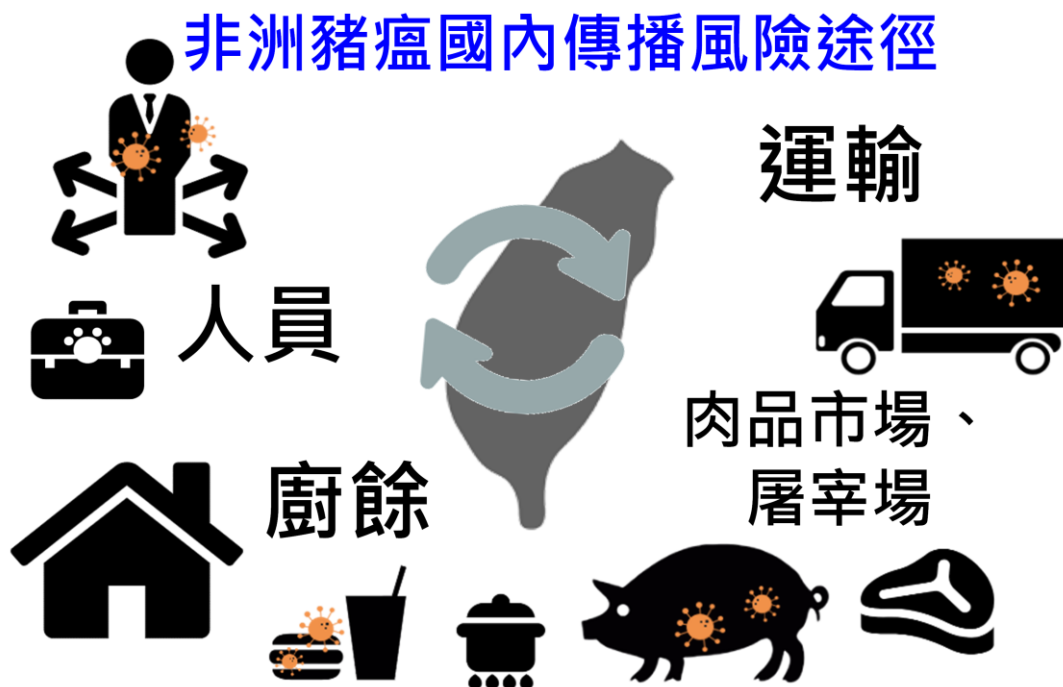 非洲豬瘟國內傳播風險途徑
運輸
人員
肉品市場、
屠宰場
廚餘